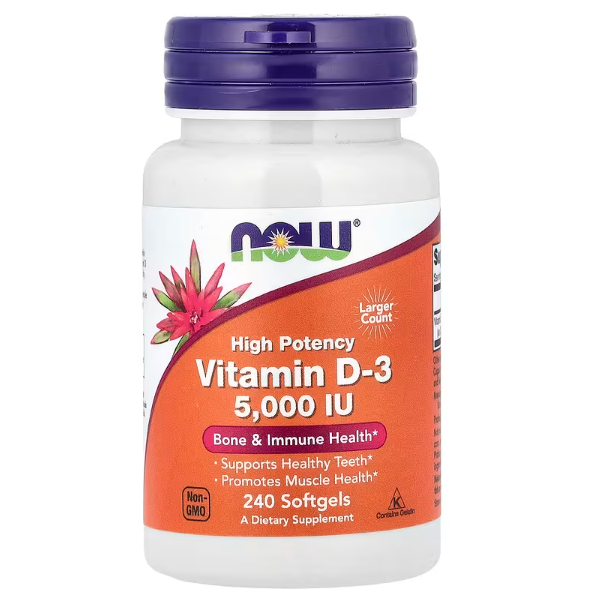 NOW®
Larger
Count
High Potency
Vitamin D-3
5,000 IU
Bone & Immune Health*
• Supports Healthy Teeth*
• Promotes Muscle Health*
240 Softgels
A Dietary Supplement
Non-
GMO
K
Contains Gelatin